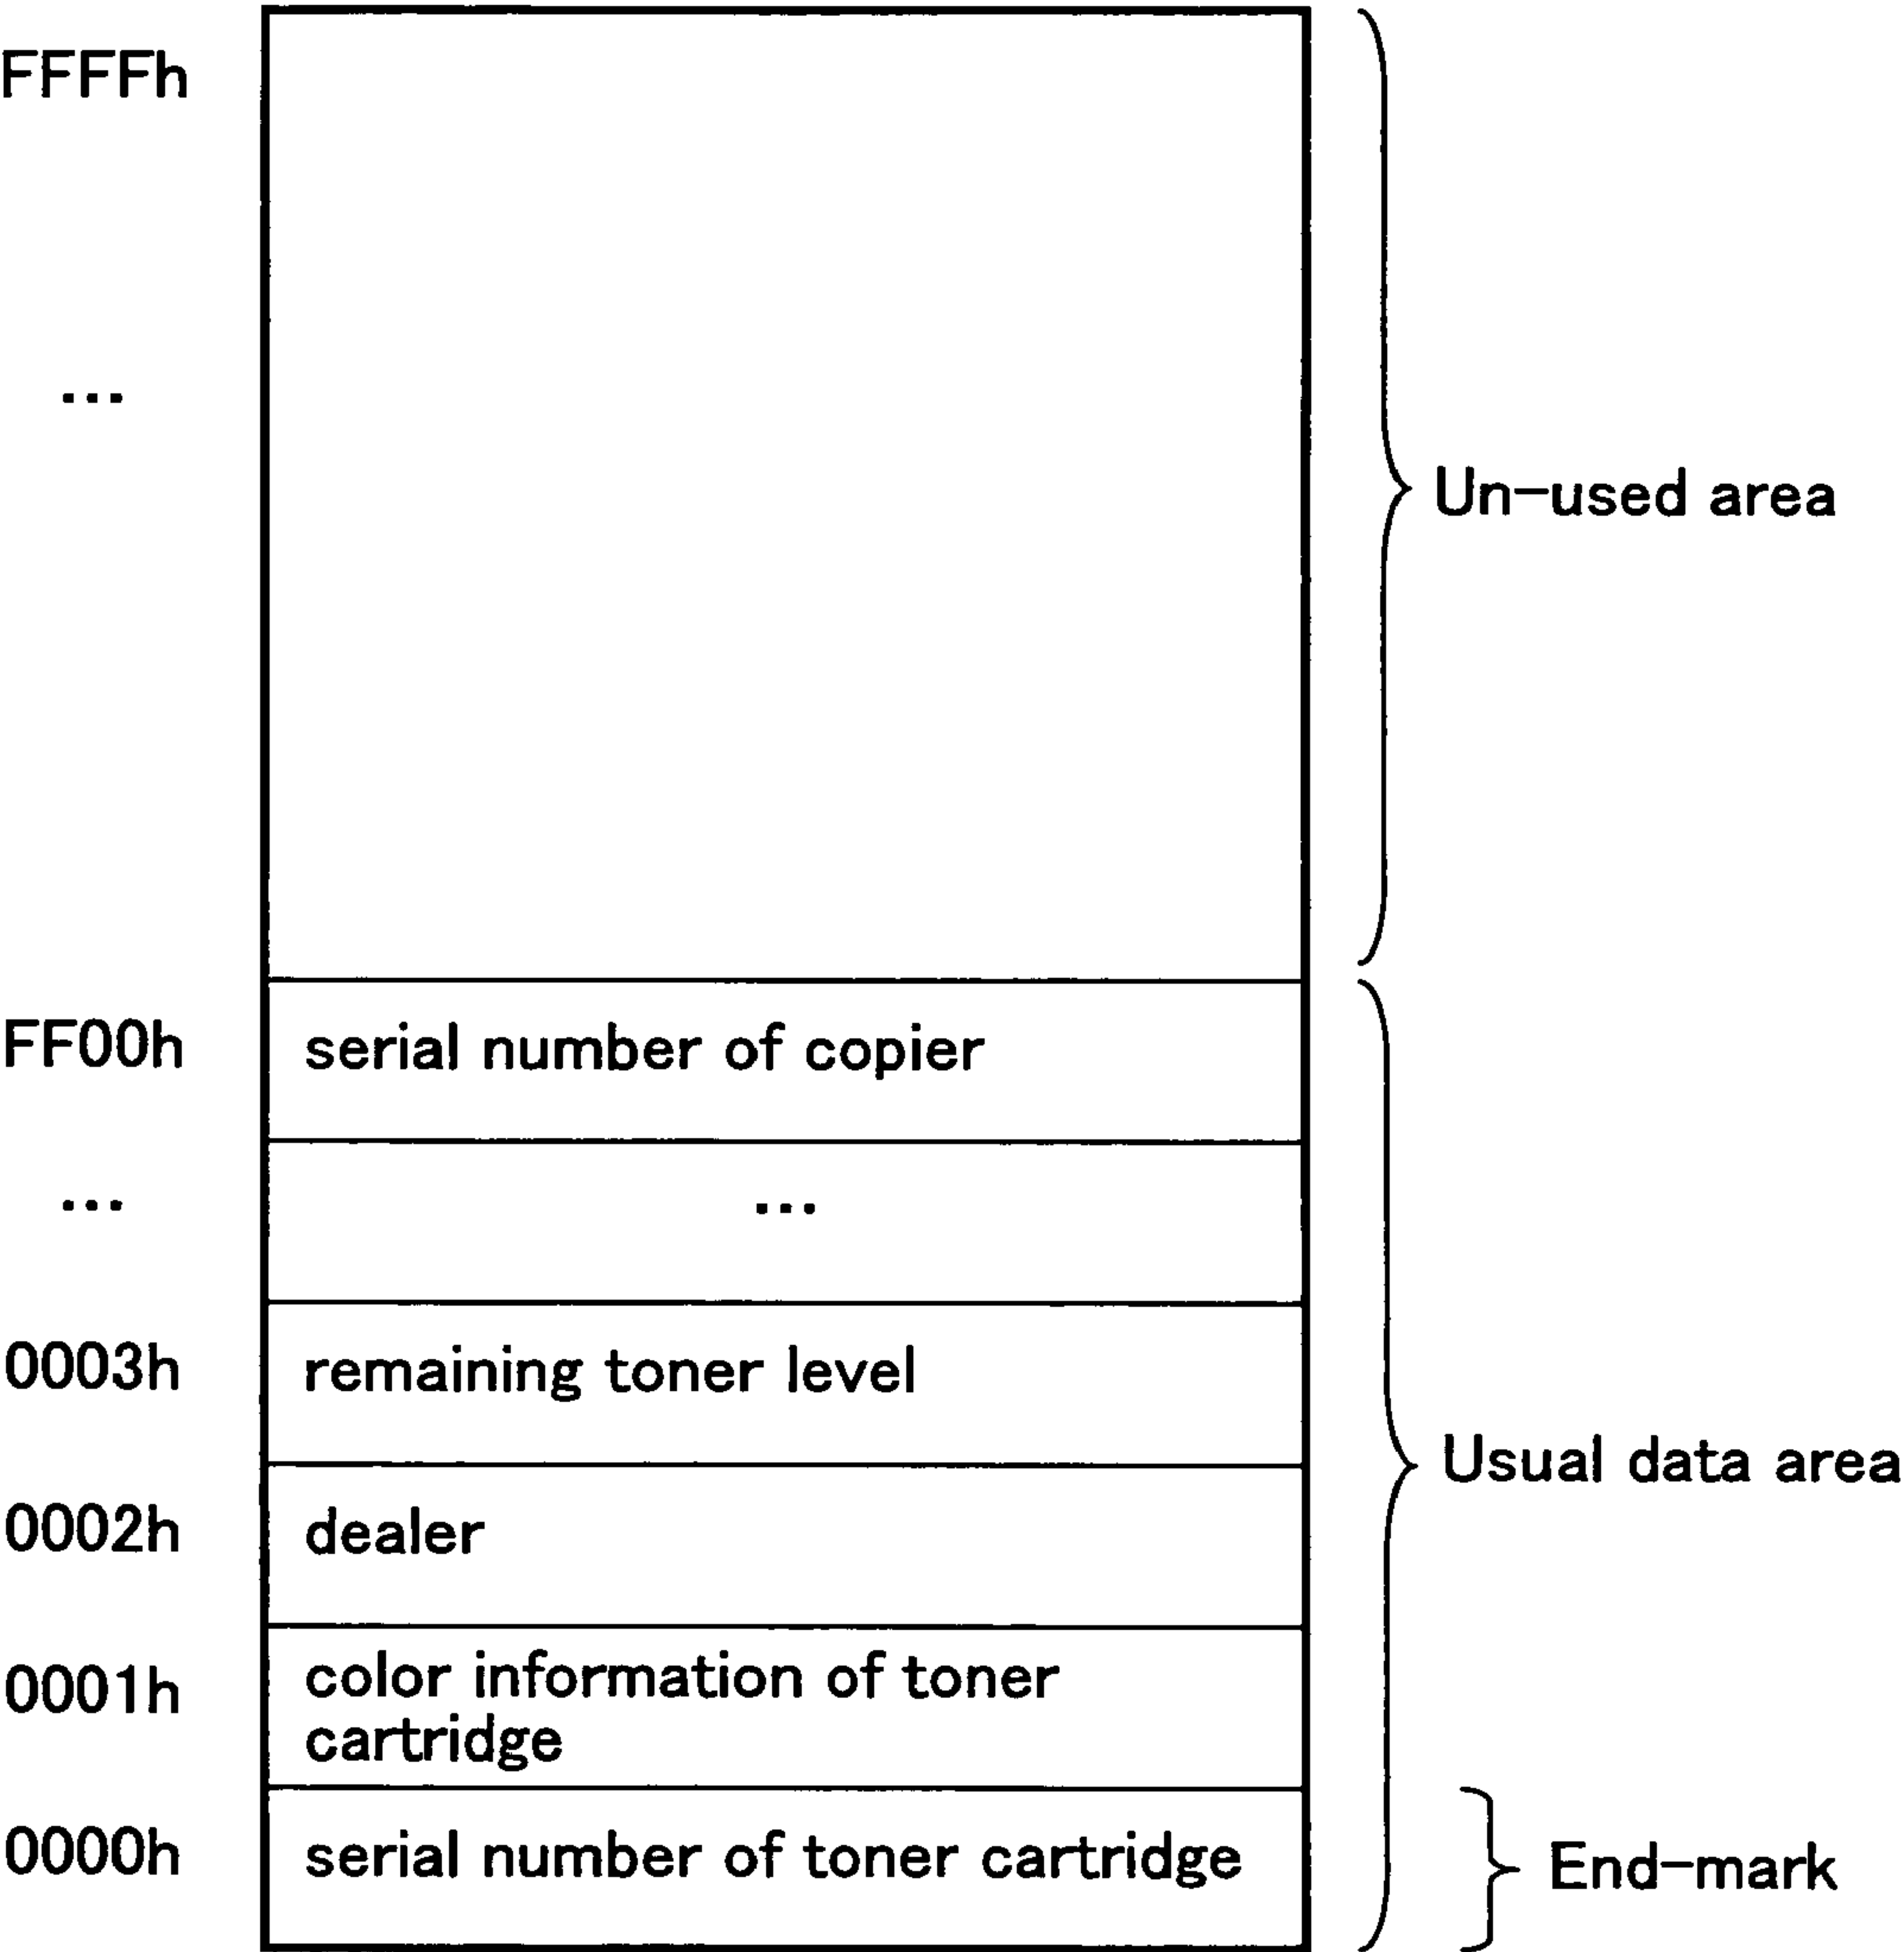 FFFFh
...
Un-used area
FF00h
serial number of copier
...
...
0003h
remaining toner level
Usual data area
0002h
dealer
0001h
color information of toner
cartridge
0000h
serial number of toner cartridge
End-mark